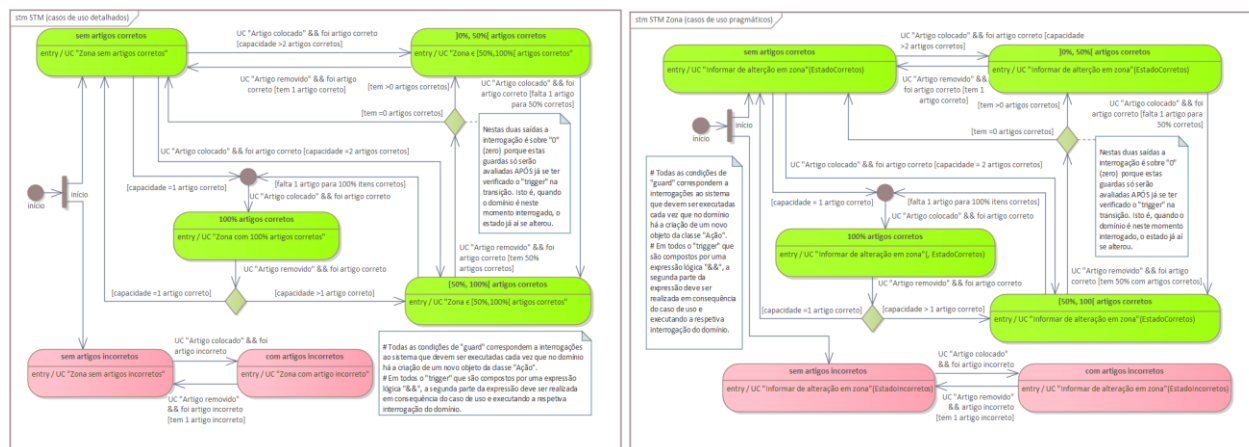 stm STM (casos de uso detalhados)
sem artigos corretos
entry / UC "Zona sem artigos corretos"
UC "Artigo colocado" && foi artigo correto
[capacidade >2 artigos corretos]
]0%, 50%[ artigos corretos
entry / UC "Zona ∈ [50%,100%[ artigos corretos"
UC "Artigo removido" && foi artigo
correto [tem 1 artigo correto]
[tem >0 artigos corretos]
UC "Artigo colocado" && foi
artigo correto [falta 1 artigo
para 50% corretos]
[tem =0 artigos corretos]
Nestas duas saídas a
interrogação é sobre "0"
(zero) porque estas
guardas só serão
avaliadas APÓS já se ter
verificado o "trigger" na
transição. Isto é, quando
o domínio é neste
momento interrogado, o
estado já aí se alterou.
UC "Artigo colocado" && foi artigo correto [capacidade =2 artigos corretos]
início
início
[capacidade =1 artigo correto]
[falta 1 artigo para 100% itens corretos]
UC "Artigo colocado" && foi artigo correto
100% artigos corretos
entry / UC "Zona com 100% artigos corretos"
UC "Artigo removido" && foi artigo correto
UC "Artigo removido" && foi
artigo correto [tem 50%
artigos corretos]
[capacidade =1 artigo correto]
[capacidade >1 artigo correto]
[50%, 100%[ artigos corretos
entry / UC "Zona ∈ [50%,100%[ artigos corretos"
sem artigos incorretos
entry / UC "Zona sem artigos incorretos"
UC "Artigo colocado" && foi
artigo incorreto
com artigos incorretos
entry / UC "Zona com artigo incorreto"
UC "Artigo removido"
&& foi artigo incorreto
[tem 1 artigo incorreto]
# Todas as condições de "guard" correspondem a interrogações
ao sistema que devem ser executadas cada vez que no domínio
há a criação de um novo objeto da classe "Ação".
# Em todos o "trigger" que são compostos por uma expressão
lógica "&&", a segunda parte da expressão deve ser realizada
em consequência do caso de uso e executando a respetiva
interrogação do domínio.
stm STM Zona (casos de uso pragmáticos)
sem artigos corretos
entry / UC "Informar de alterção em zona"(EstadoCorretos)
UC "Artigo colocado" && foi artigo correto [capacidade
>2 artigos corretos]
]0%, 50%[ artigos corretos
entry / UC "Informar de alterção em zona"(EstadoCorretos)
UC "Artigo removido" &&
foi artigo correto [tem 1
artigo correto]
[tem >0 artigos corretos]
UC "Artigo colocado" && foi
artigo correto [falta 1 artigo
para 50% corretos]
[tem=0 artigos corretos]
início
início
Nestas duas saídas a
interrogação é sobre "0"
(zero) porque estas
guardas só serão
avaliadas APÓS já se ter
verificado o "trigger" na
transição. Isto é, quando o
domínio é neste momento
interrogado, o estado já aí
se alterou.
# Todas as condições de
"guard" correspondem a
interrogações ao sistema
que devem ser executadas
cada vez que no domínio
há a criação de um novo
objeto da classe "Ação".
# Em todos o "trigger" que
são compostos por uma
expressão lógica "&&", a
segunda parte da
expressão deve ser
realizada em consequência
do caso de uso e
executando a respetiva
interrogação do domínio.
UC "Artigo colocado" && foi artigo correto [capacidade = 2 artigos corretos]
[capacidade = 1 artigo correto]
[falta 1 artigo para 100% itens corretos]
UC "Artigo colocado" && foi artigo correto
100% artigos corretos
entry / UC "Informar de alteração em zona"(, EstadoCorretos)
UC "Artigo removido" && foi artigo correto
UC "Artigo removido" && foi artigo
correto [tem 50% com artigos corretos]
[capacidade =1 artigo correto]
[capacidade > 1 artigo correto]
[50%, 100[ artigos corretos
entry / UC "Informar de alteração em zona"(EstadoCorretos)
sem artigos incorretos
entry / UC "Informar de alteração em zona"(EstadoIncorretos)
UC "Artigo colocado"
&& foi artigo incorreto
com artigos incorretos
entry / UC "Informar de alteração em zona"(EstadoIncorretos)
UC "Artigo removido"
&& foi artigo incorreto
[tem 1 artigo incorreto]